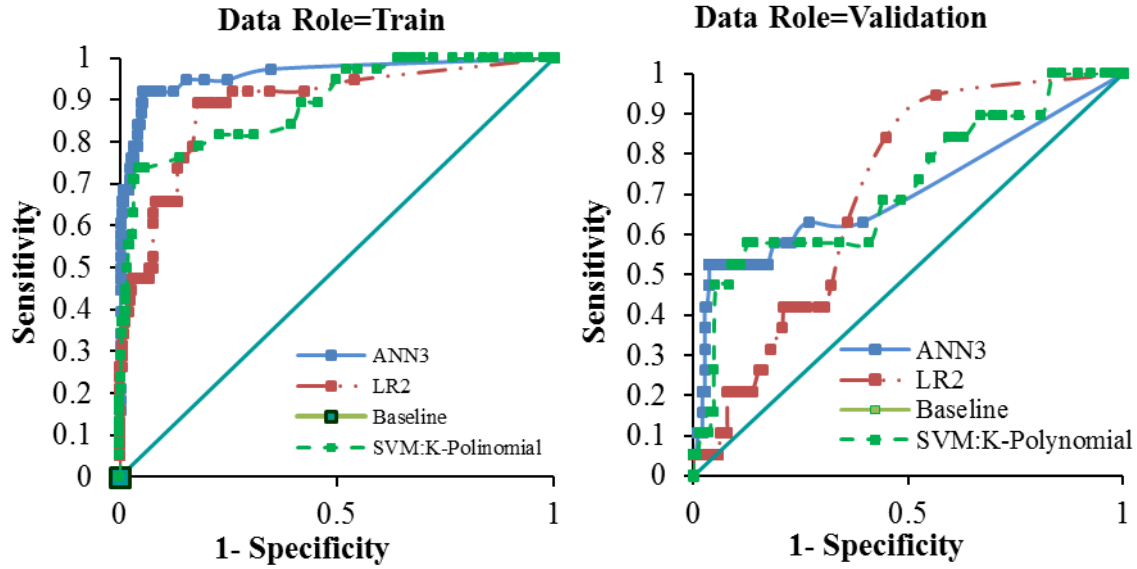 Data Role=Train
1
0.9
0.8
0.7
0.6
0.5
0.4
0.3
0.2
0.1
0
Sensitivity
0
0.5
1
1- Specificity
ANN3
LR2
Baseline
SVM:K-Polinomial
Data Role=Validation
1
0.9
0.8
0.7
0.6
0.5
0.4
0.3
0.2
0.1
0
Sensitivity
0
0.5
1
1- Specificity
ANN3
LR2
Baseline
SVM:K-Polynomial